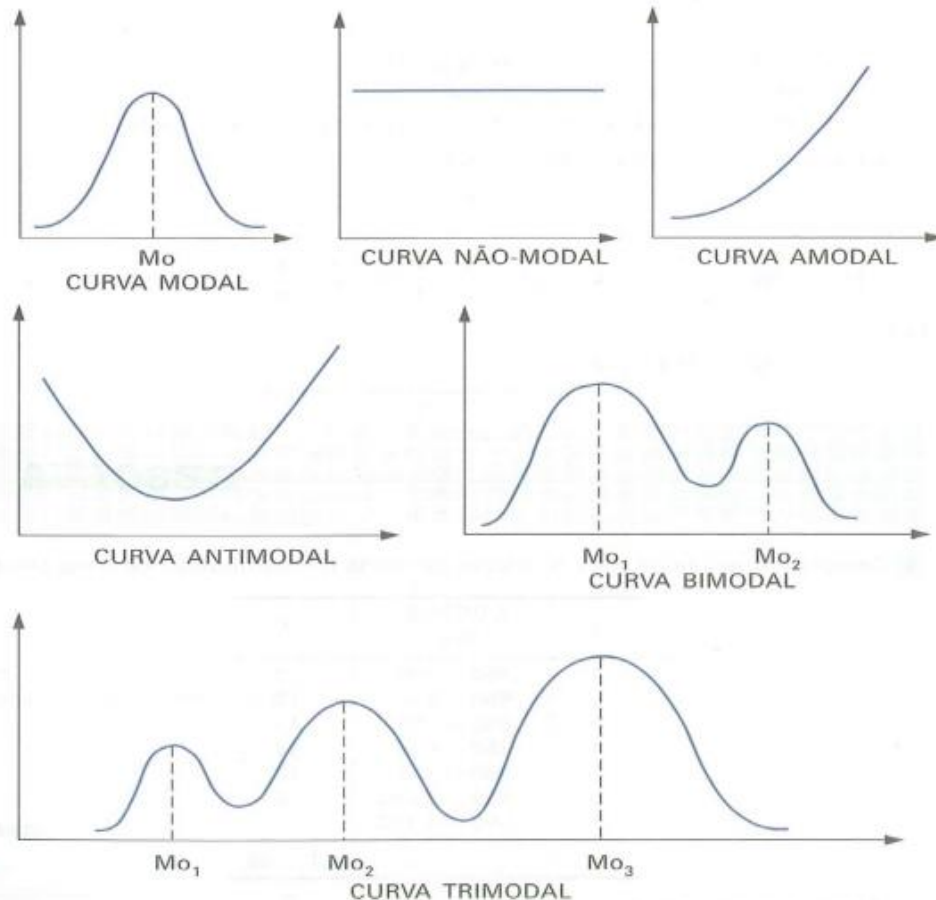 Mo
CURVA MODAL
CURVA NÃO-MODAL
CURVA AMODAL
CURVA ANTIMODAL
Mo₁ Mo₂
CURVA BIMODAL
Mo₁ Mo₂ Mo₃
CURVA TRIMODAL